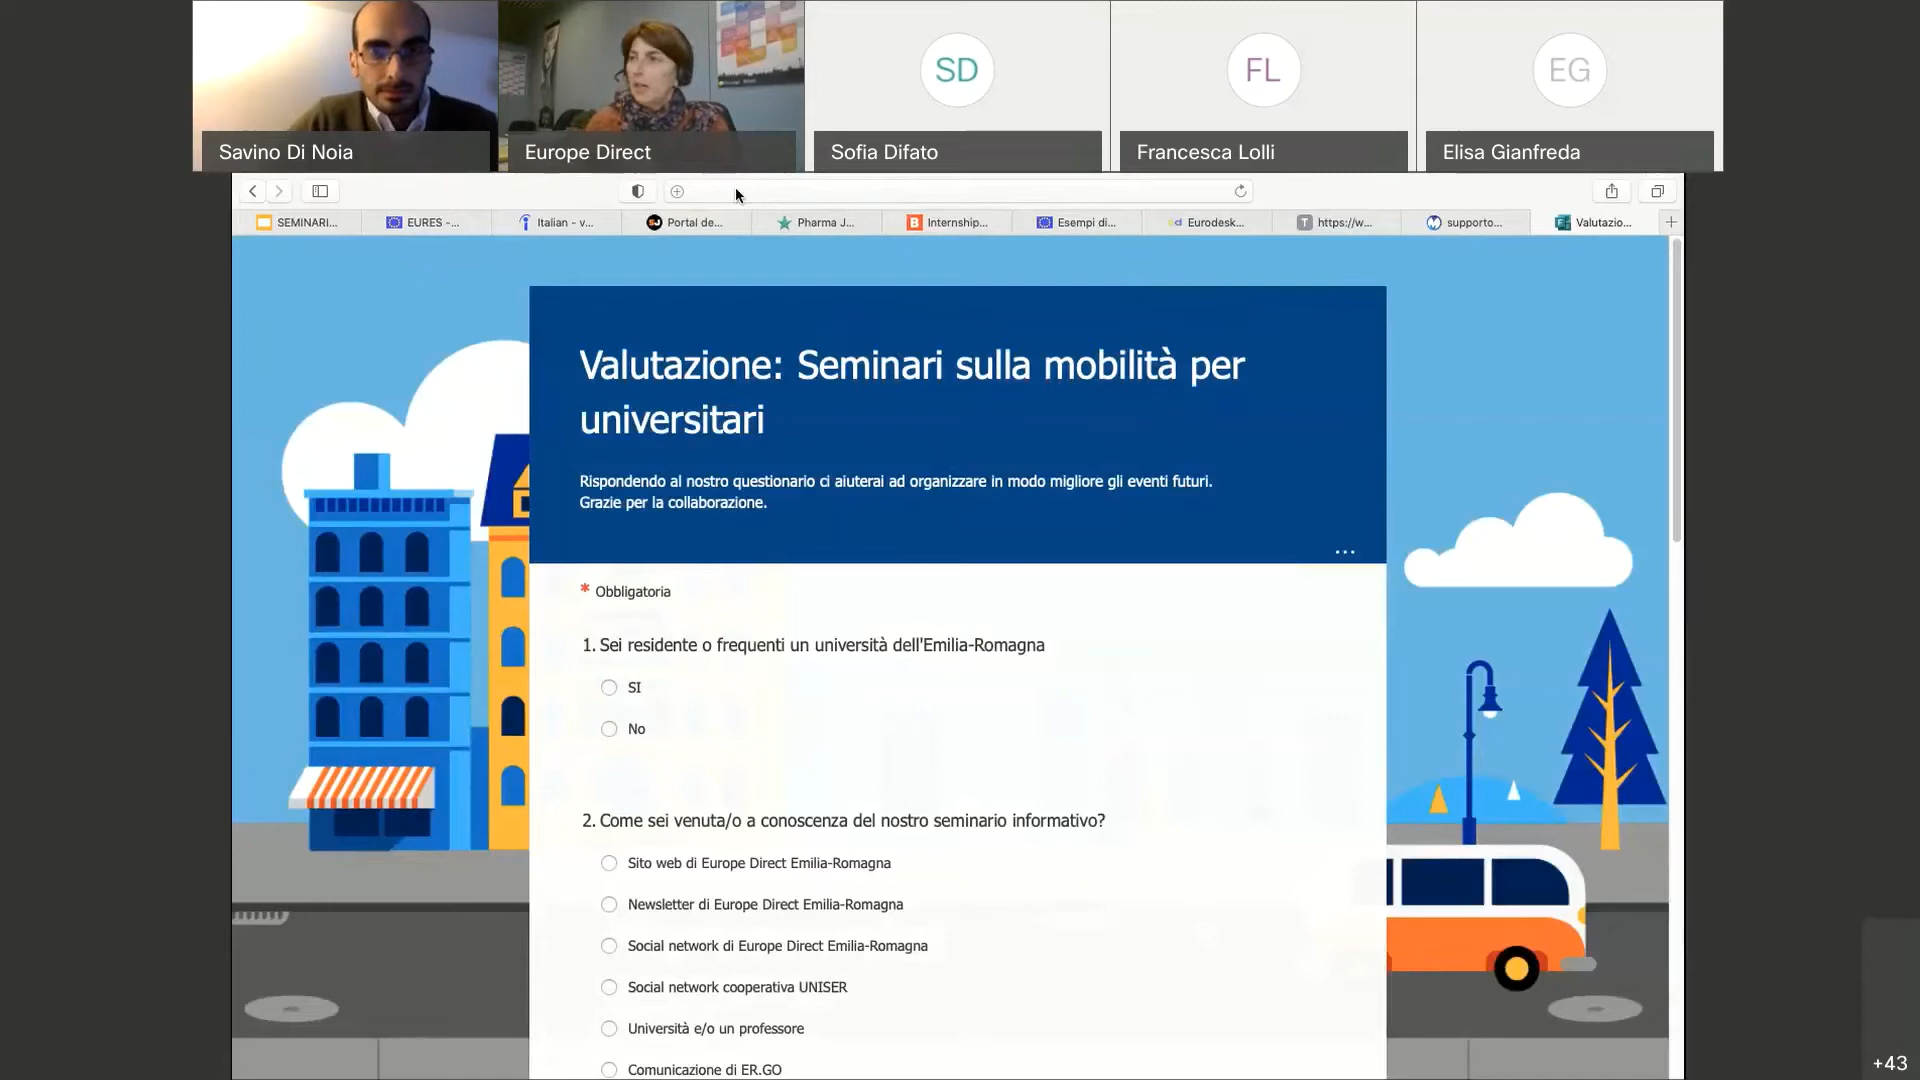 SD
FL
EG
Savino Di Noia
Europe Direct
Sofia Difato
Francesca Lolli
Elisa Gianfreda
SEMINARI...
EURES -...
Italian - v...
Portal de...
Pharma J...
Internship...
Esempi di...
Eurodesk...
https://w...
supporto...
Valutazio...
Valutazione: Seminari sulla mobilità per
universitari
Rispondendo al nostro questionario ci aiuterai ad organizzare in modo migliore gli eventi futuri.
Grazie per la collaborazione.
* Obbligatoria
1. Sei residente o frequenti un università dell'Emilia-Romagna
SI
No
2. Come sei venuta/o a conoscenza del nostro seminario informativo?
Sito web di Europe Direct Emilia-Romagna
Newsletter di Europe Direct Emilia-Romagna
Social network di Europe Direct Emilia-Romagna
Social network cooperativa UNISER
Università e/o un professore
Comunicazione di ER.GO
+43